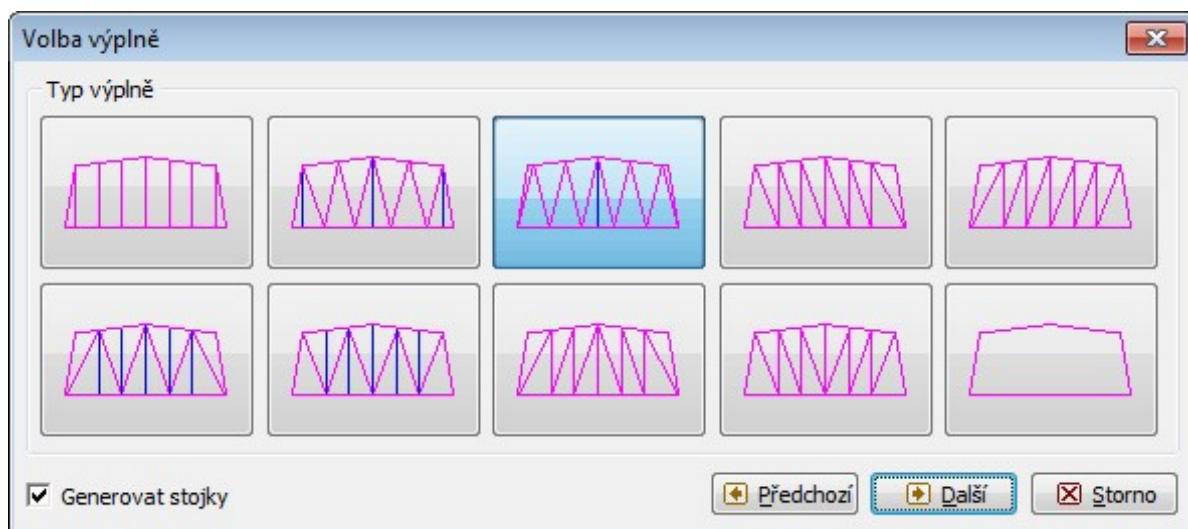 Volba výplně
Typ výplně
Generovat stojky
Předchozí
Další
Storno